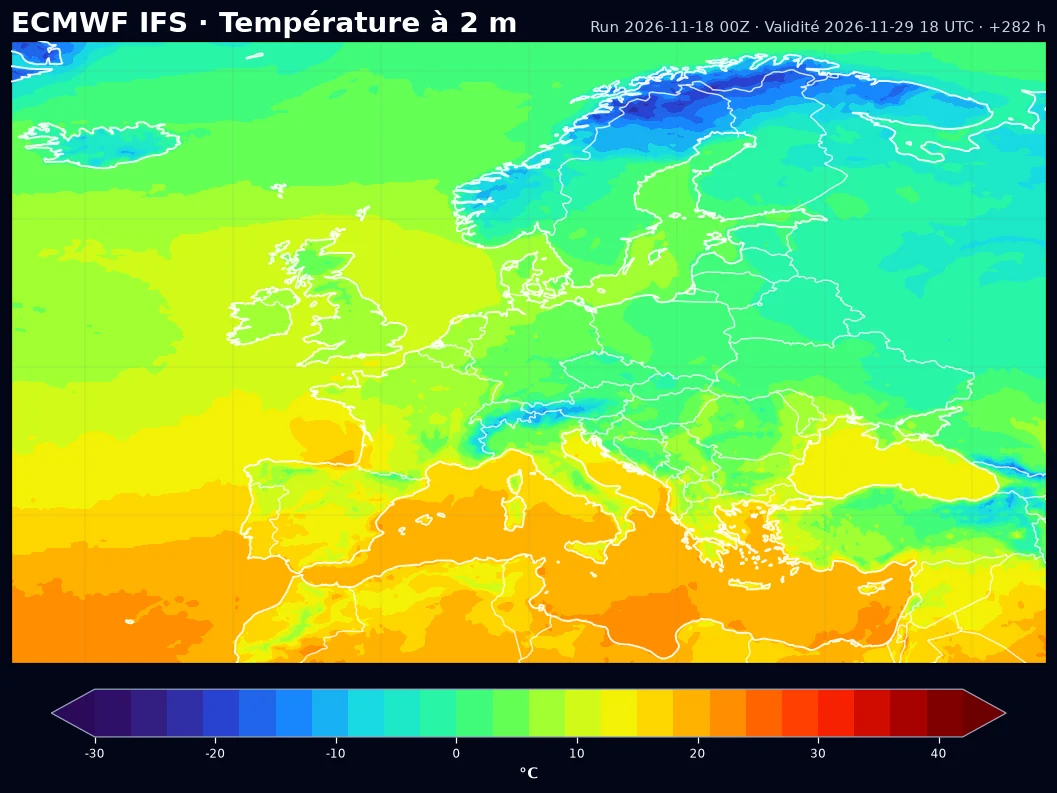 ECMWF IFS · Température à 2 m
Run 2026-11-18 00Z · Validité 2026-11-29 18 UTC · +282 h
-30 -20 -10 0 10 20 30 40
°C